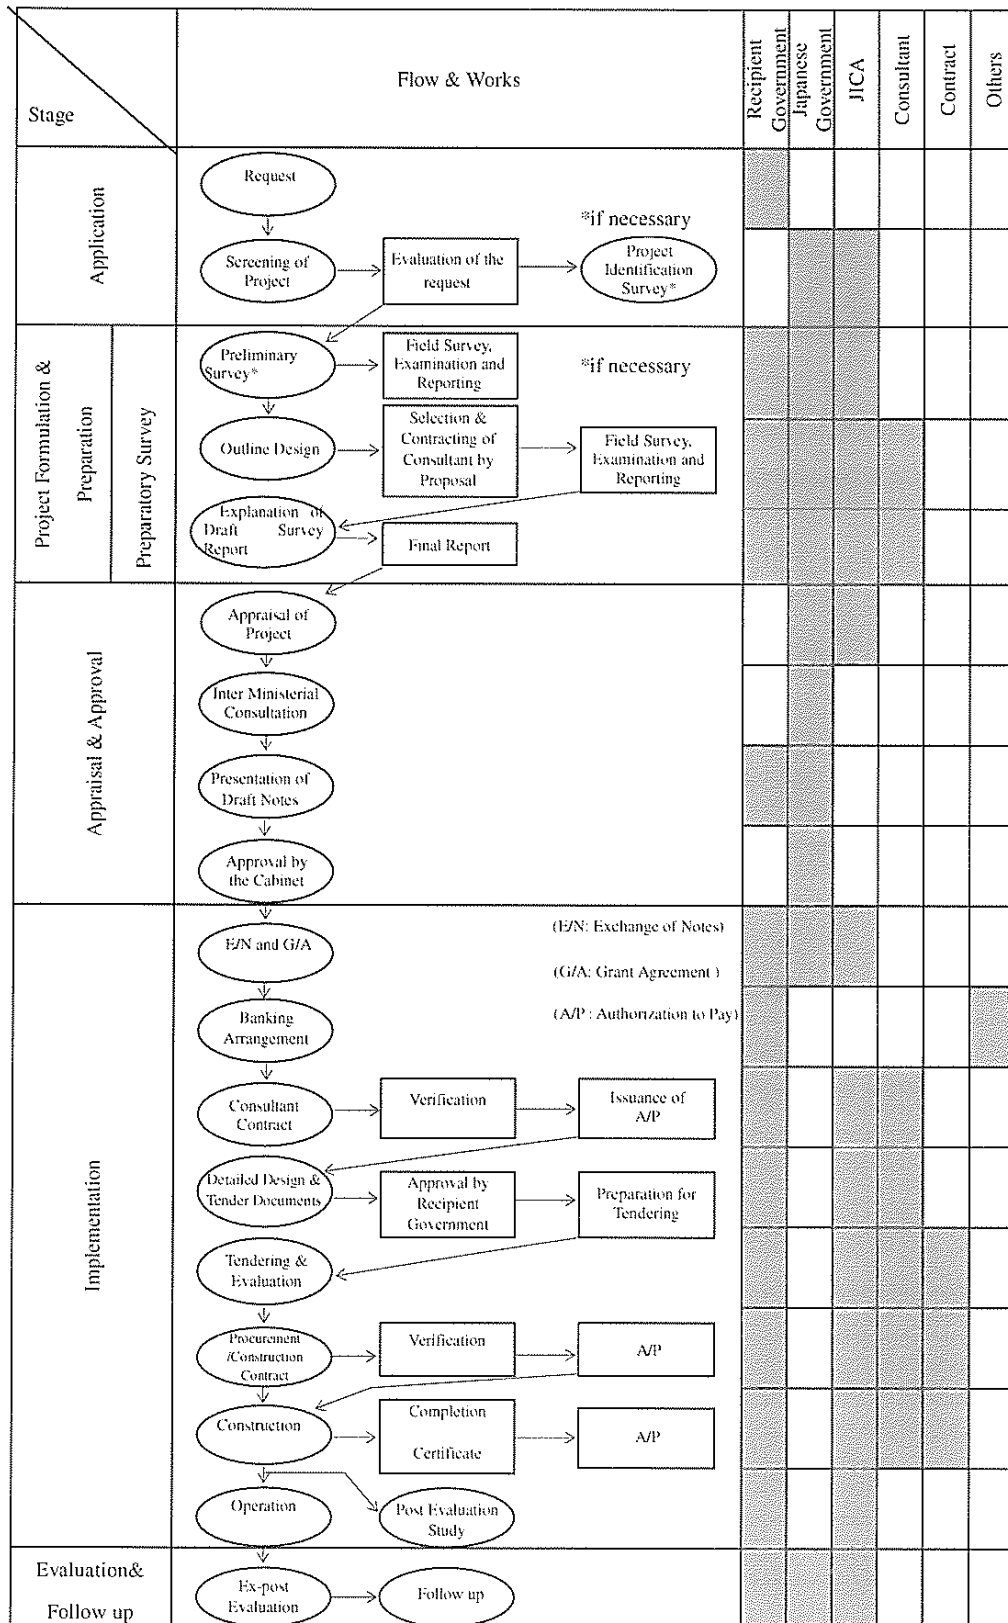 Stage
Flow & Works
Recipient
Government
Japanese
Government
JICA
Consultant
Contract
Others
Application
Request
*if necessary
Screening of
Project
Evaluation of the
request
Project
Identification
Survey*
Project Formulation &
Preparation
Preparatory Survey
Preliminary
Survey*
Field Survey,
Examination and
Reporting
*if necessary
Outline Design
Selection &
Contracting of
Consultant by
Proposal
Field Survey,
Examination and
Reporting
Explanation of
Draft Survey
Report
Final Report
Appraisal & Approval
Appraisal of
Project
Inter Ministerial
Consultation
Presentation of
Draft Notes
Approval by
the Cabinet
Implementation
E/N and G/A
(E/N: Exchange of Notes)
(G/A: Grant Agreement )
(A/P : Authorization to Pay)
Banking
Arrangement
Consultant
Contract
Verification
Issuance of
A/P
Detailed Design &
Tender Documents
Approval by
Recipient
Government
Preparation for
Tendering
Tendering &
Evaluation
Procurement
/Construction
Contract
Verification
A/P
Construction
Completion
Certificate
A/P
Operation
Post Evaluation
Study
Evaluation&
Follow up
Ex-post
Evaluation
Follow up